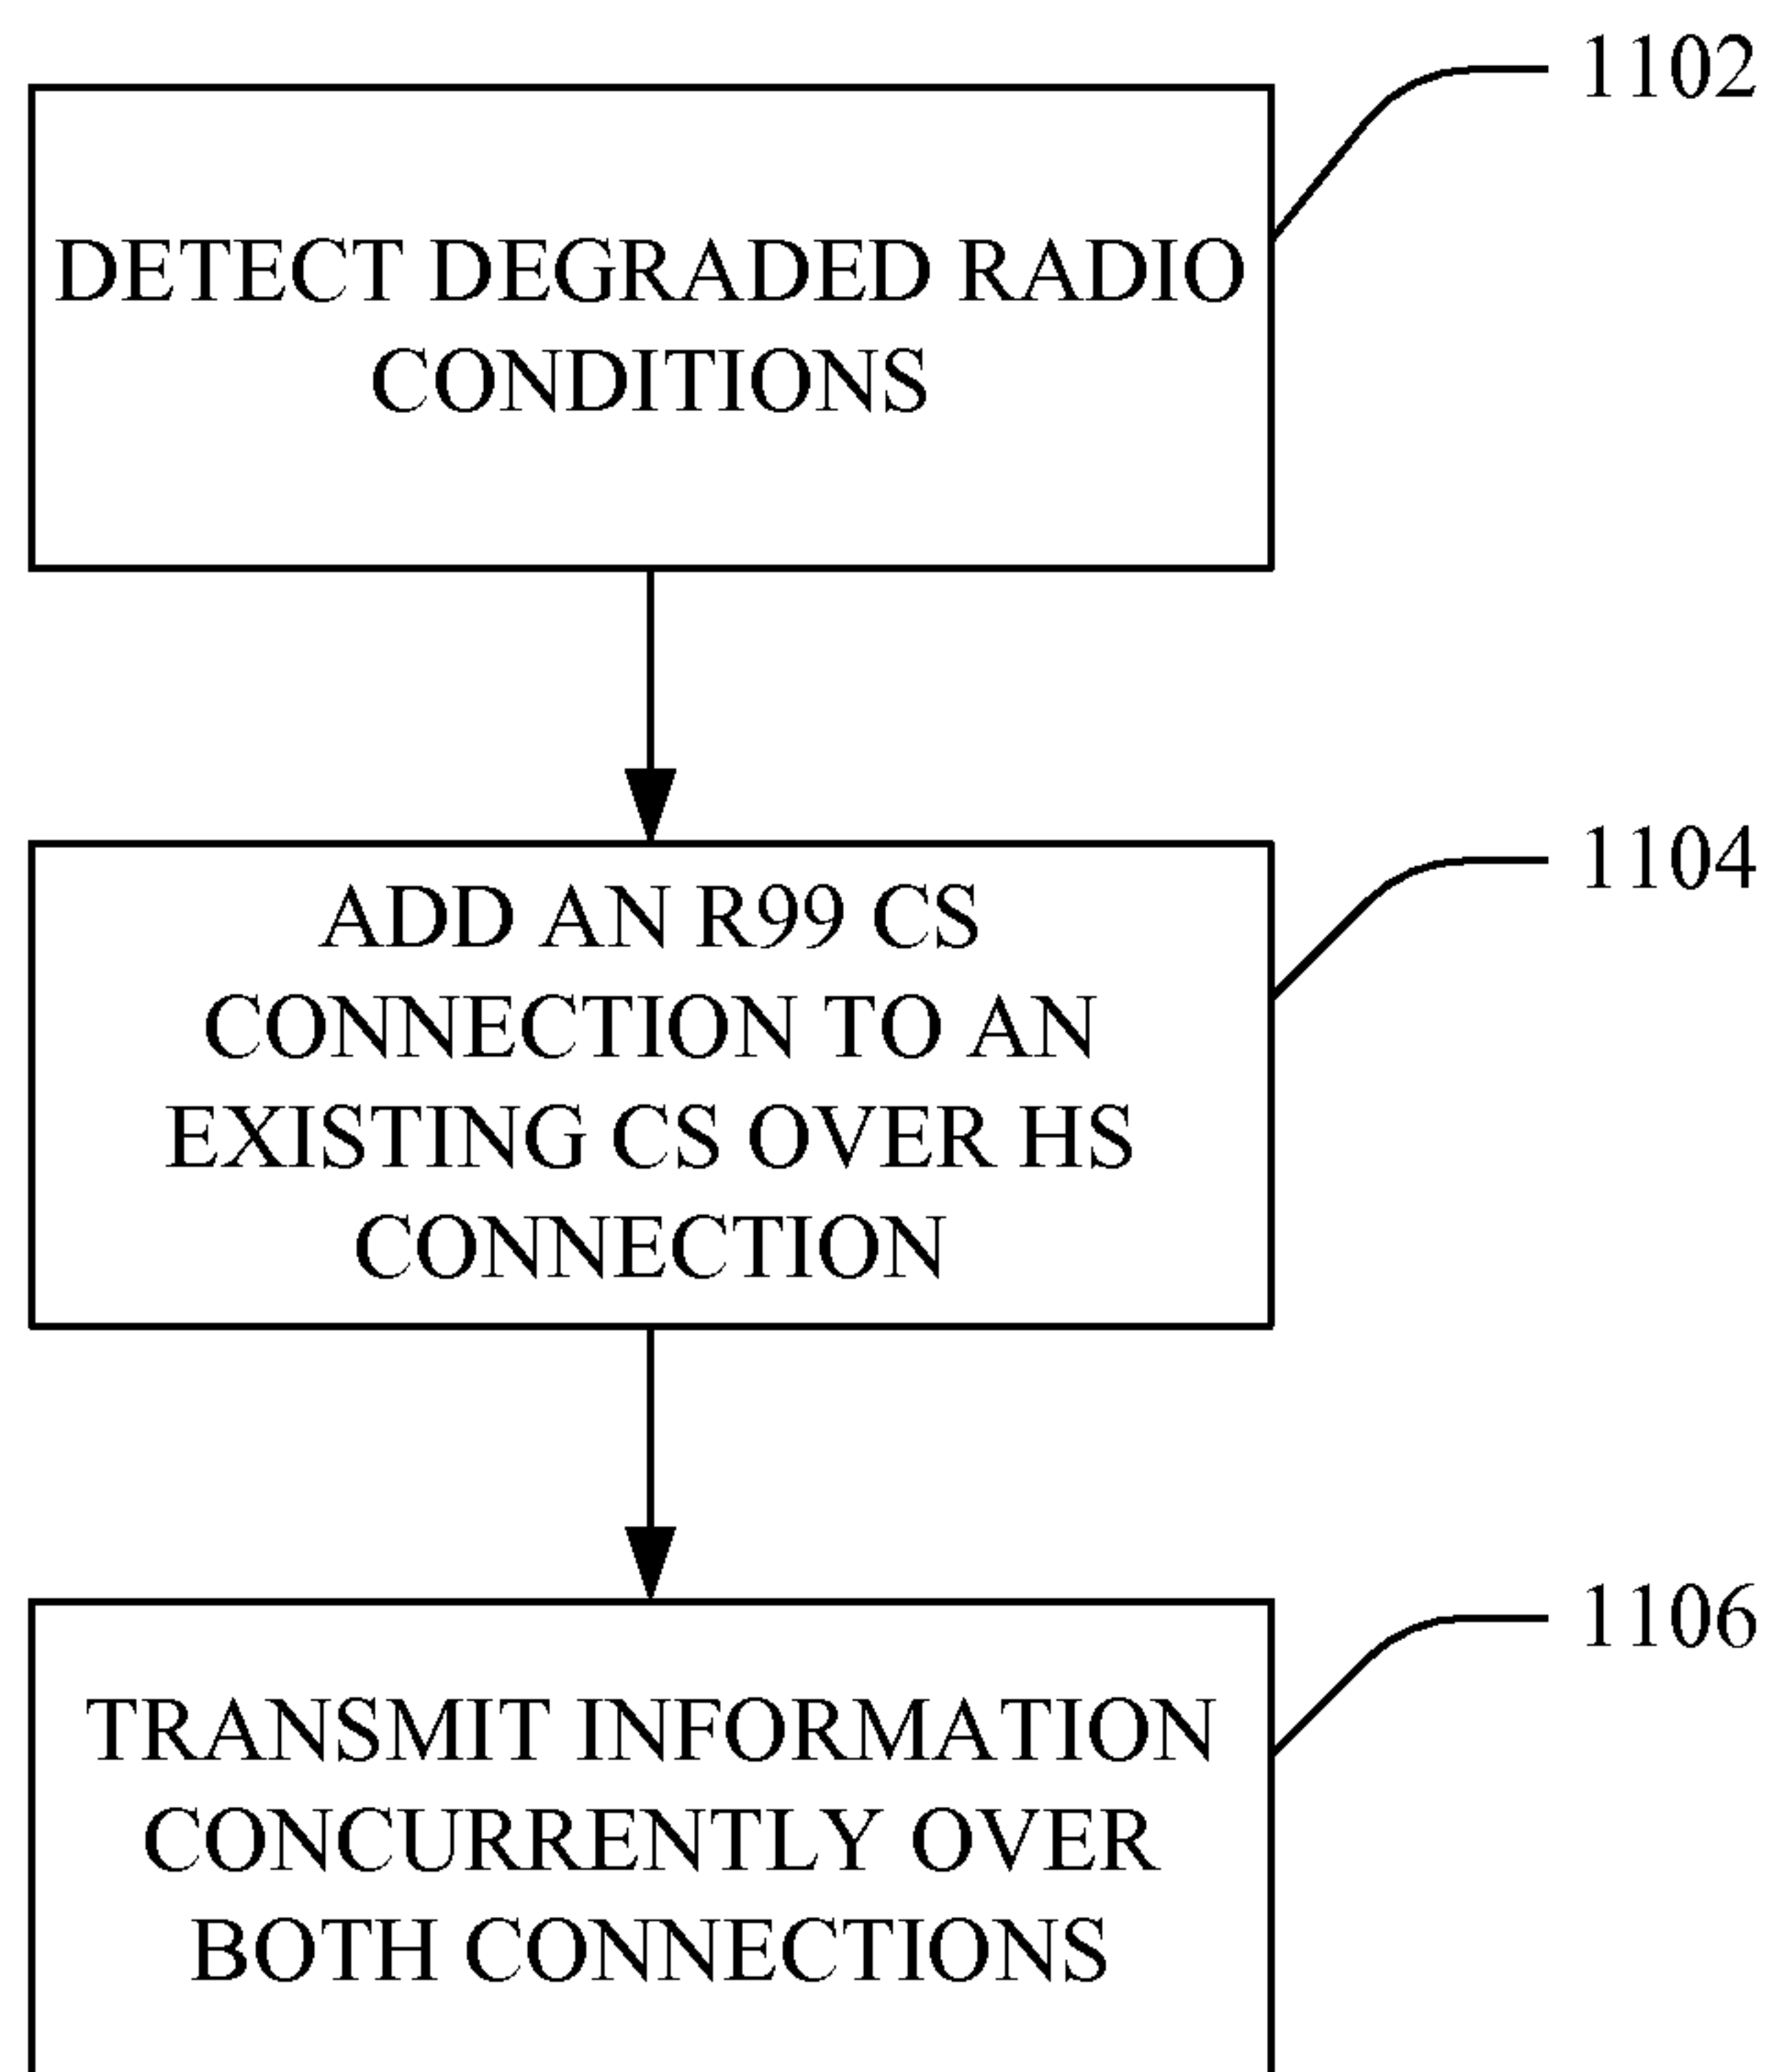 1102
DETECT DEGRADED RADIO
CONDITIONS
1104
ADD AN R99 CS
CONNECTION TO AN
EXISTING CS OVER HS
CONNECTION
1106
TRANSMIT INFORMATION
CONCURRENTLY OVER
BOTH CONNECTIONS